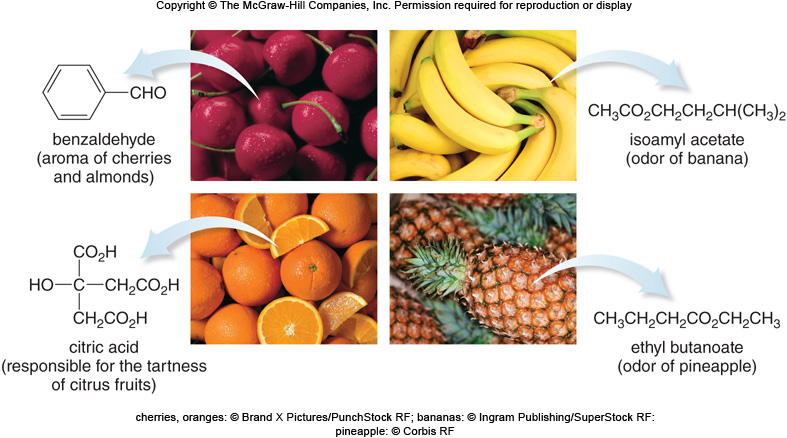 Copyright © The McGraw-Hill Companies, Inc. Permission required for reproduction or display
CHO
benzaldehyde
(aroma of cherries
and almonds)
CH₃CO₂CH₂CH₂CH(CH₃)₂
isoamyl acetate
(odor of banana)
CO₂H
HO—C—CH₂CO₂H
CH₂CO₂H
citric acid
(responsible for the tartness
of citrus fruits)
CH₃CH₂CH₂CO₂CH₂CH₃
ethyl butanoate
(odor of pineapple)
cherries, oranges: © Brand X Pictures/PunchStock RF; bananas: © Ingram Publishing/SuperStock RF:
pineapple: © Corbis RF